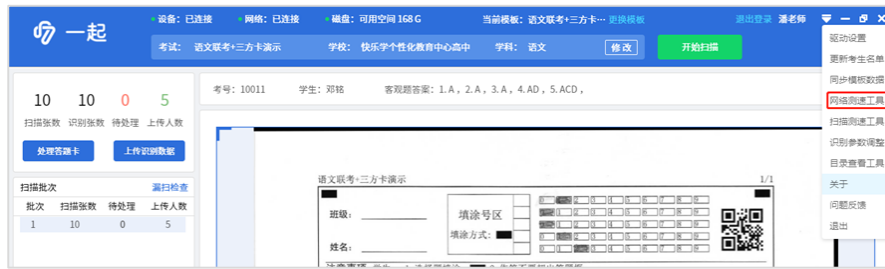 一起
设备：已连接 网络：已连接 磁盘：可用空间 168 G 当前模板：语文联考+三方卡… 更换模板 退出登录 潘老师
考试： 语文联考+三方卡演示 学校： 快乐学个性化教育中心高中 学科： 语文 修改 开始扫描
驱动设置
更新考生名单
同步模板数据
网络测速工具
扫描测速工具
识别参数调整
目录查看工具
关于
问题反馈
退出
10 10 0 5
扫描张数 识别张数 待处理 上传人数
处理答题卡 上传识别数据
扫描批次 漏扫检查
批次 扫描张数 待处理 上传人数
1 10 0 5
考号：10011 学生：邓铭 客观题答案：1. A ，2. A ，3. A ，4. AD ，5. ACD ，
语文联考+三方卡演示 1/1
班级：
姓名：
填涂号区
填涂方式：